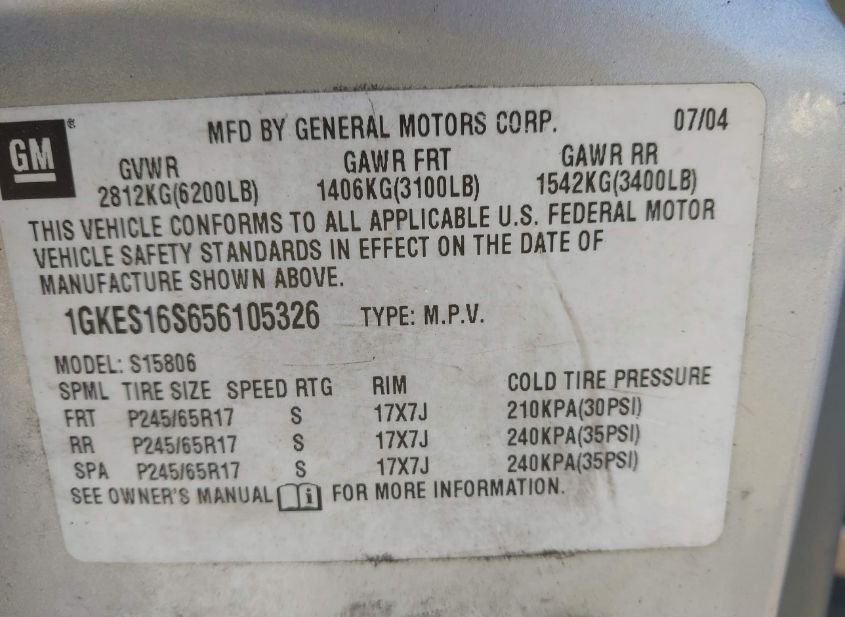 GM ®
MFD BY GENERAL MOTORS CORP. 07/04
GVWR GAWR FRT GAWR RR
2812KG(6200LB) 1406KG(3100LB) 1542KG(3400LB)
THIS VEHICLE CONFORMS TO ALL APPLICABLE U.S. FEDERAL MOTOR
VEHICLE SAFETY STANDARDS IN EFFECT ON THE DATE OF
MANUFACTURE SHOWN ABOVE.
1GKES16S656105326 TYPE: M.P.V.
MODEL: S15806
SPML TIRE SIZE SPEED RTG RIM COLD TIRE PRESSURE
FRT P245/65R17 S 17X7J 210KPA(30PSI)
RR P245/65R17 S 17X7J 240KPA(35PSI)
SPA P245/65R17 S 17X7J 240KPA(35PSI)
SEE OWNER'S MANUAL i FOR MORE INFORMATION.